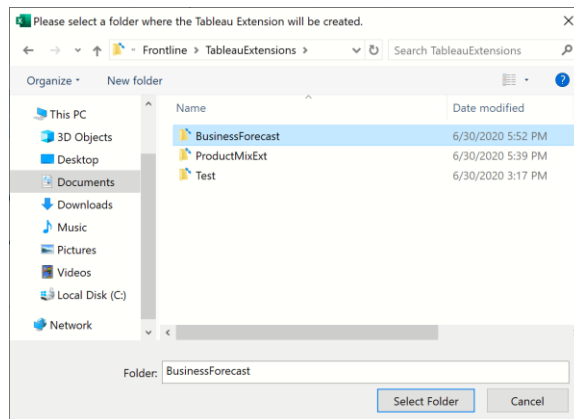 Please select a folder where the Tableau Extension will be created.
« Frontline > TableauExtensions >
Search TableauExtensions
Organize
New folder
Name
Date modified
This PC
3D Objects
Desktop
Documents
Downloads
Music
Pictures
Videos
Local Disk (C:)
Network
BusinessForecast
6/30/2020 5:52 PM
ProductMixExt
6/30/2020 5:39 PM
Test
6/30/2020 3:17 PM
Folder:
BusinessForecast
Select Folder
Cancel